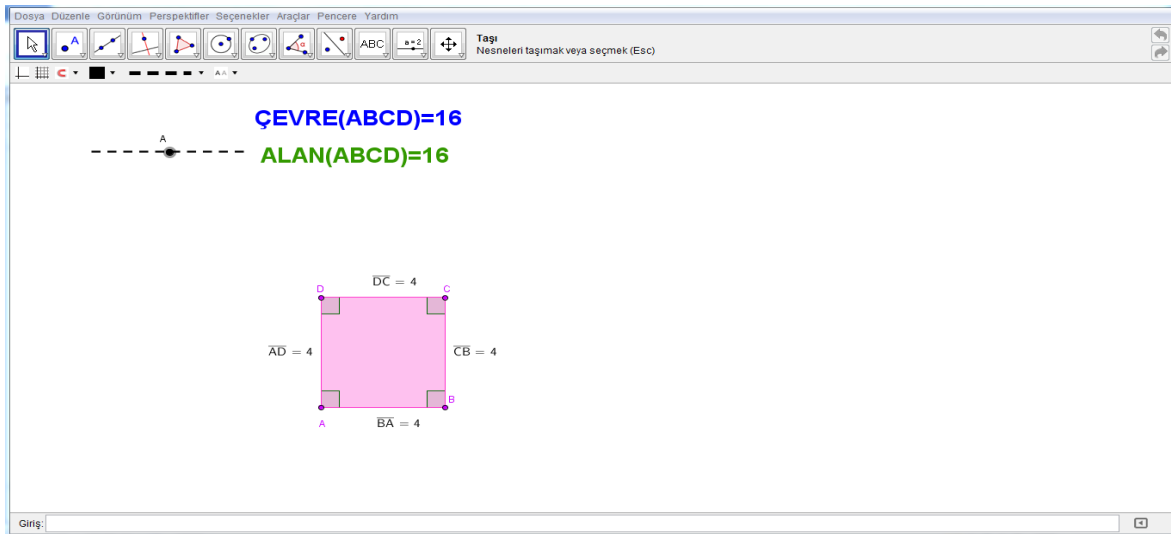 Dosya Düzenle Görünüm Perspektifler Seçenekler Araçlar Pencere Yardım
A
α
ABC
a=2
Taşı
Nesneleri taşımak veya seçmek (Esc)
A A
ÇEVRE(ABCD)=16
A
ALAN(ABCD)=16
DC = 4
D
C
AD = 4
CB = 4
B
A
BA = 4
Giriş: